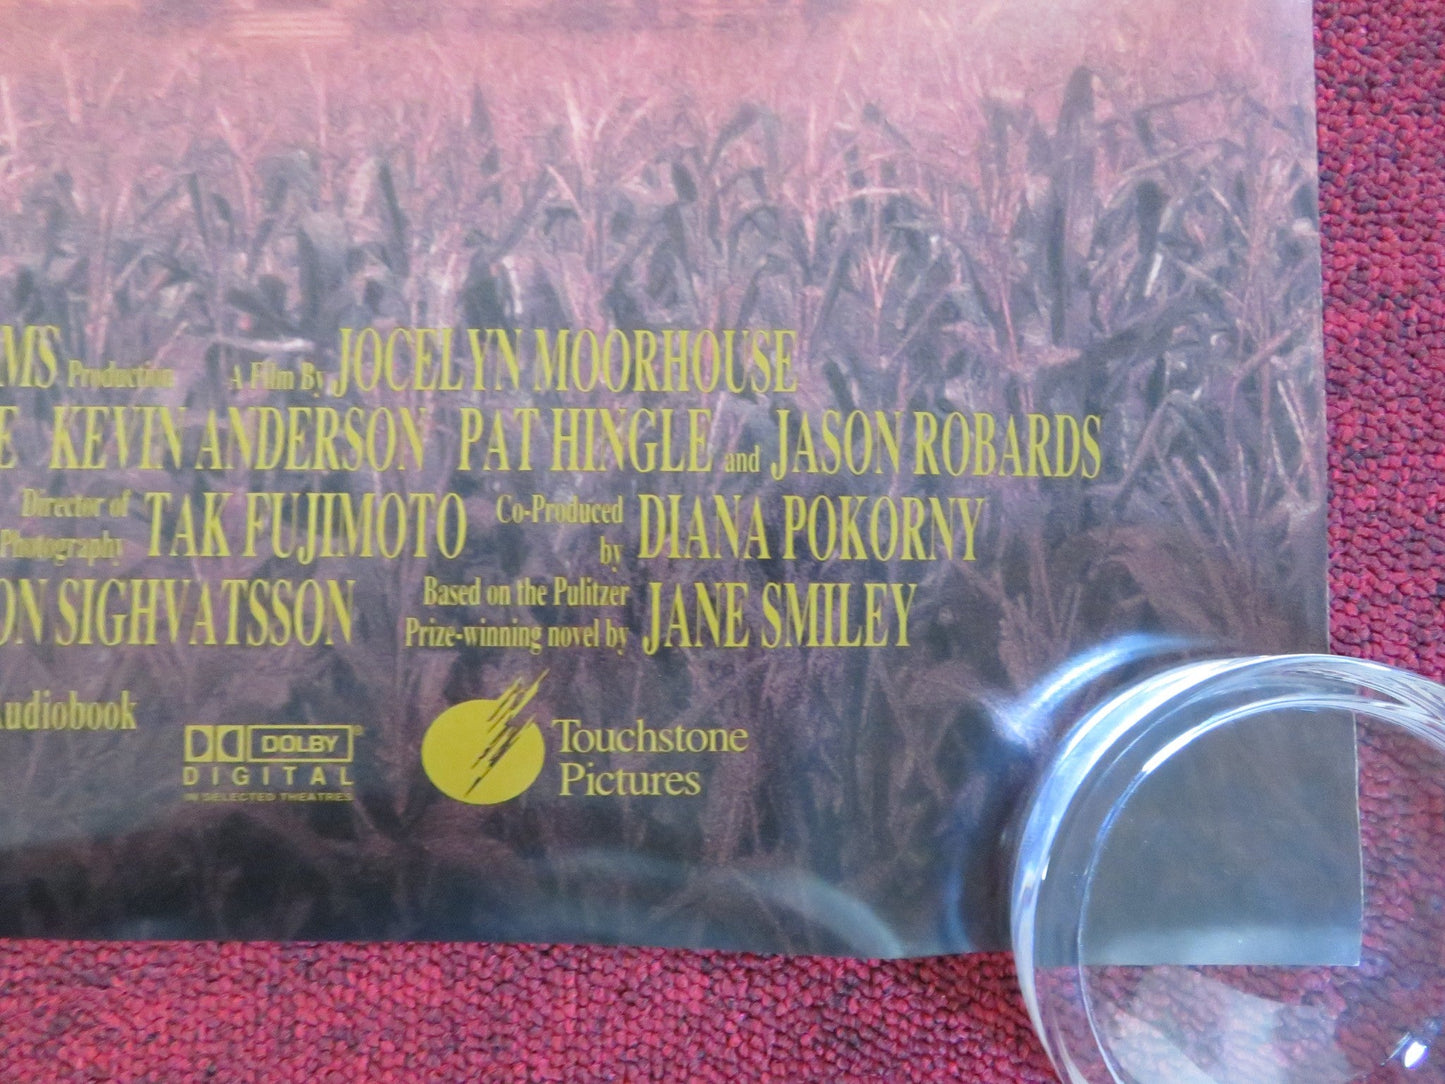 MS Production A Film By JOCELYN MOORHOUSE
E KEVIN ANDERSON PAT HINGLE and JASON ROBARDS
Director of Photography TAK FUJIMOTO Co-Produced by DIANA POKORNY
ON SIGHVATSSON Based on the Pulitzer Prize-winning novel by JANE SMILEY
Audiobook
DOLBY
DIGITAL
IN SELECTED THEATRES
Touchstone
Pictures